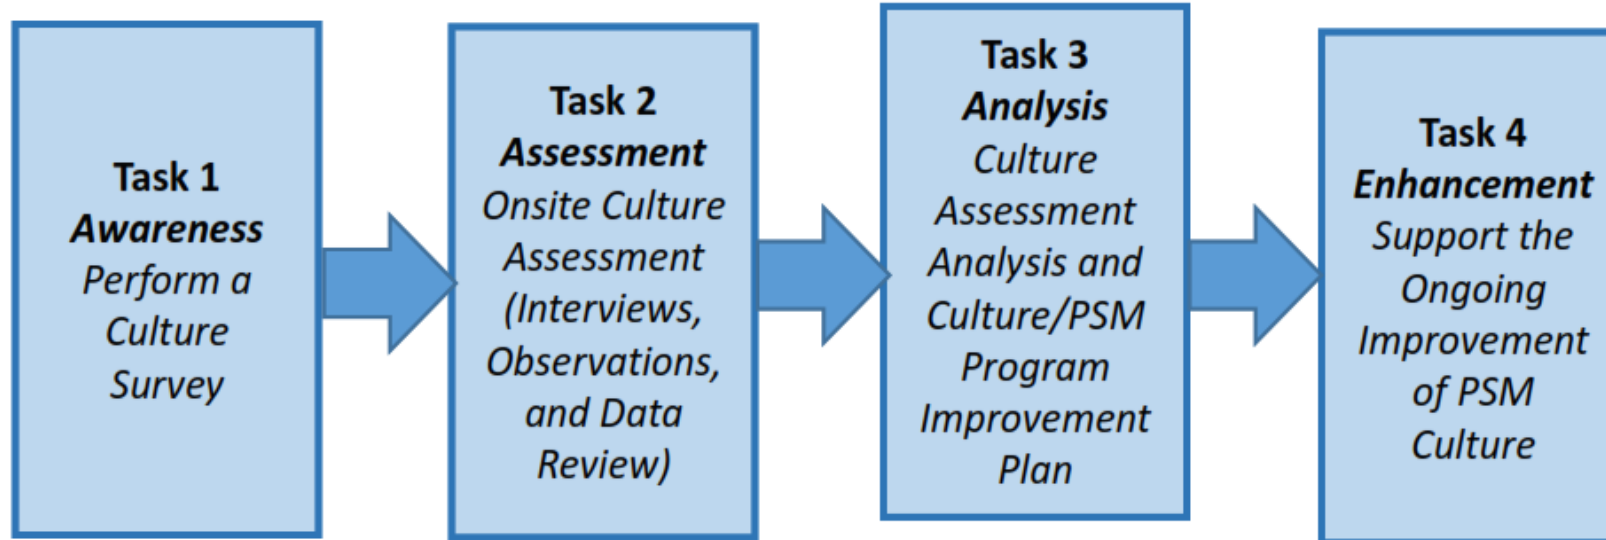 Task 1
Awareness
Perform a
Culture
Survey
Task 2
Assessment
Onsite Culture
Assessment
(Interviews,
Observations,
and Data
Review)
Task 3
Analysis
Culture
Assessment
Analysis and
Culture/PSM
Program
Improvement
Plan
Task 4
Enhancement
Support the
Ongoing
Improvement
of PSM
Culture